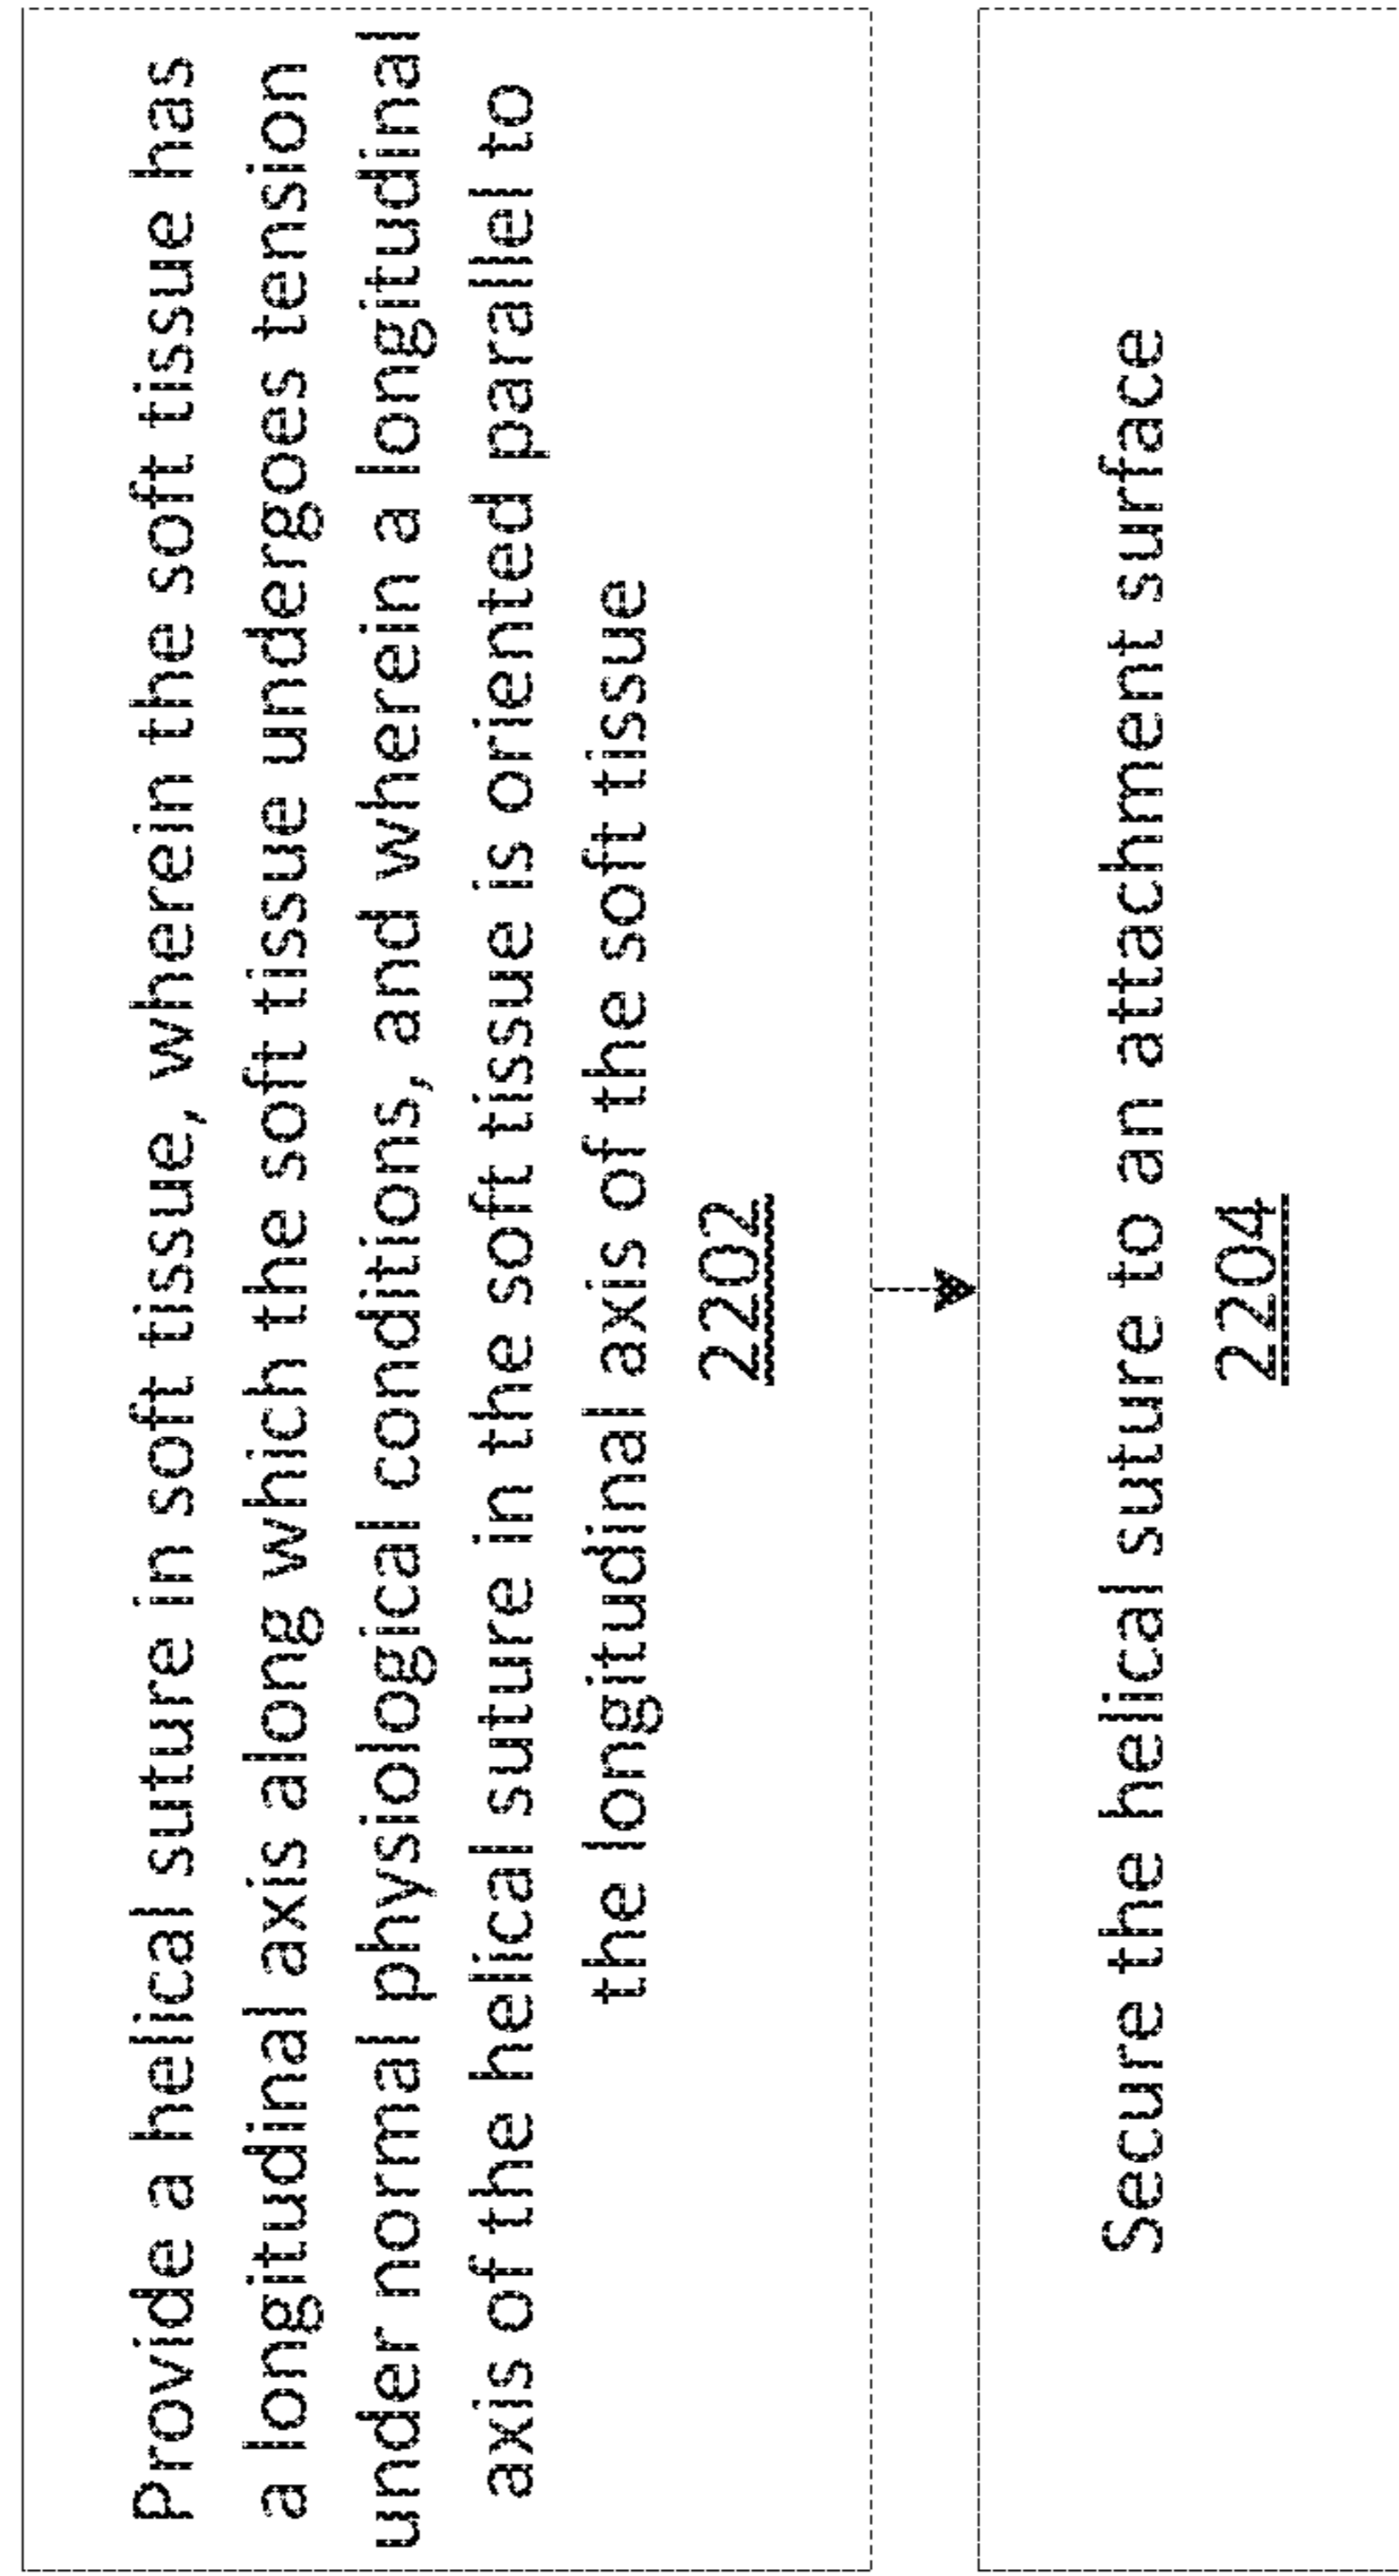 Provide a helical suture in soft tissue, wherein the soft tissue has
a longitudinal axis along which the soft tissue undergoes tension
under normal physiological conditions, and wherein a longitudinal
axis of the helical suture in the soft tissue is oriented parallel to
the longitudinal axis of the soft tissue
2202
Secure the helical suture to an attachment surface
2204